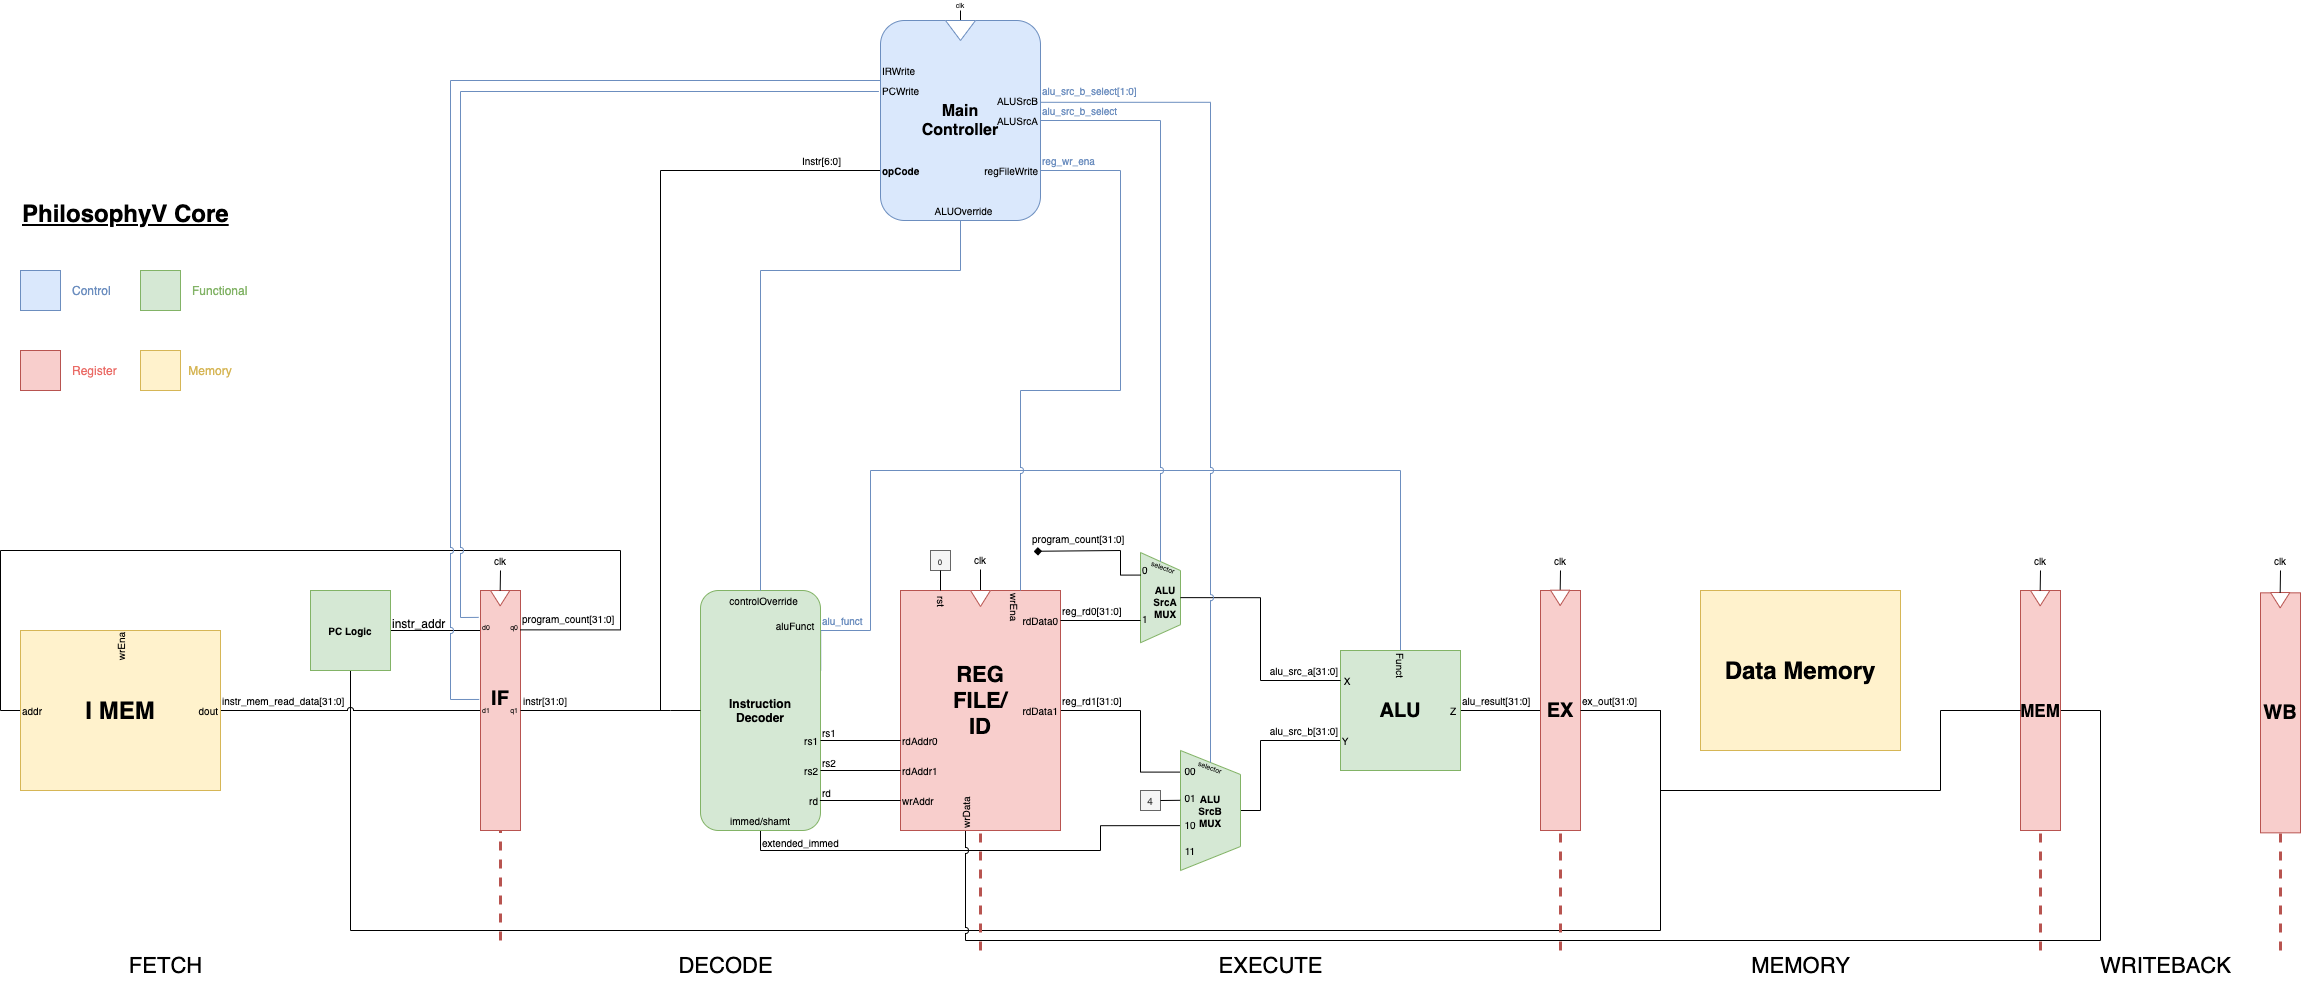 clk
IRWrite
PCWrite
Main
Controller
ALUSrcB
ALUSrcA
alu_src_b_select[1:0]
alu_src_b_select
Instr[6:0]
opCode
regFileWrite
reg_wr_ena
ALUOverride
PhilosophyV Core
Control
Functional
Register
Memory
program_count[31:0]
0
clk
clk
clk
clk
clk
selector
0
ALU
SrcA
MUX
1
PC Logic
instr_addr
d0
q0
program_count[31:0]
controlOverride
aluFunct
alu_funct
rst
wrEna
rdData0
reg_rd0[31:0]
wrEna
I MEM
addr
dout
instr_mem_read_data[31:0]
IF
d1
q1
instr[31:0]
Instruction
Decoder
rs1
rs1
rs2
rs2
rd
rd
immed/shamt
extended_immed
REG
FILE/
ID
rdData1
reg_rd1[31:0]
rdAddr0
rdAddr1
wrAddr
wrData
selector
00
4
01
ALU
SrcB
MUX
10
11
alu_src_a[31:0]
X
alu_src_b[31:0]
Y
Funct
ALU
Z
alu_result[31:0]
EX
ex_out[31:0]
Data Memory
MEM
WB
FETCH
DECODE
EXECUTE
MEMORY
WRITEBACK